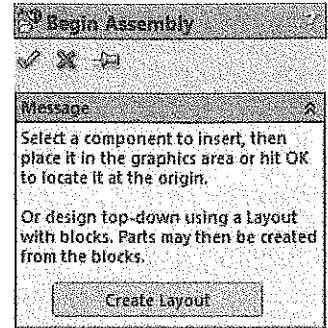 Begin Assembly ?
Message
Select a component to insert, then
place it in the graphics area or hit OK
to locate it at the origin.
Or design top-down using a Layout
with blocks. Parts may then be created
from the blocks.
Create Layout